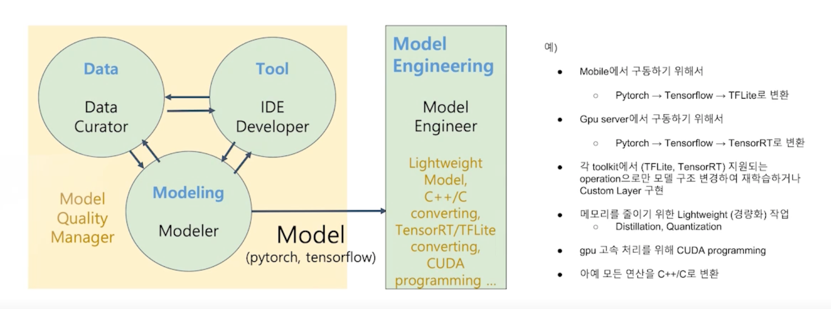 Data
Data
Curator
Tool
IDE
Developer
Modeling
Modeler
Model
Quality
Manager
Model
(pytorch, tensorflow)
Model
Engineering
Model
Engineer
Lightweight
Model,
C++/C
converting,
TensorRT/TFLite
converting,
CUDA
programming ...
예)
● Mobile에서 구동하기 위해서
○ Pytorch → Tensorflow → TFLite로 변환
● Gpu server에서 구동하기 위해서
○ Pytorch → Tensorflow → TensorRT로 변환
● 각 toolkit에서 (TFLite, TensorRT) 지원되는
operation으로만 모델 구조 변경하여 재학습하거나
Custom Layer 구현
● 메모리를 줄이기 위한 Lightweight (경량화) 작업
○ Distillation, Quantization
● gpu 고속 처리를 위해 CUDA programming
● 아예 모든 연산을 C++/C로 변환